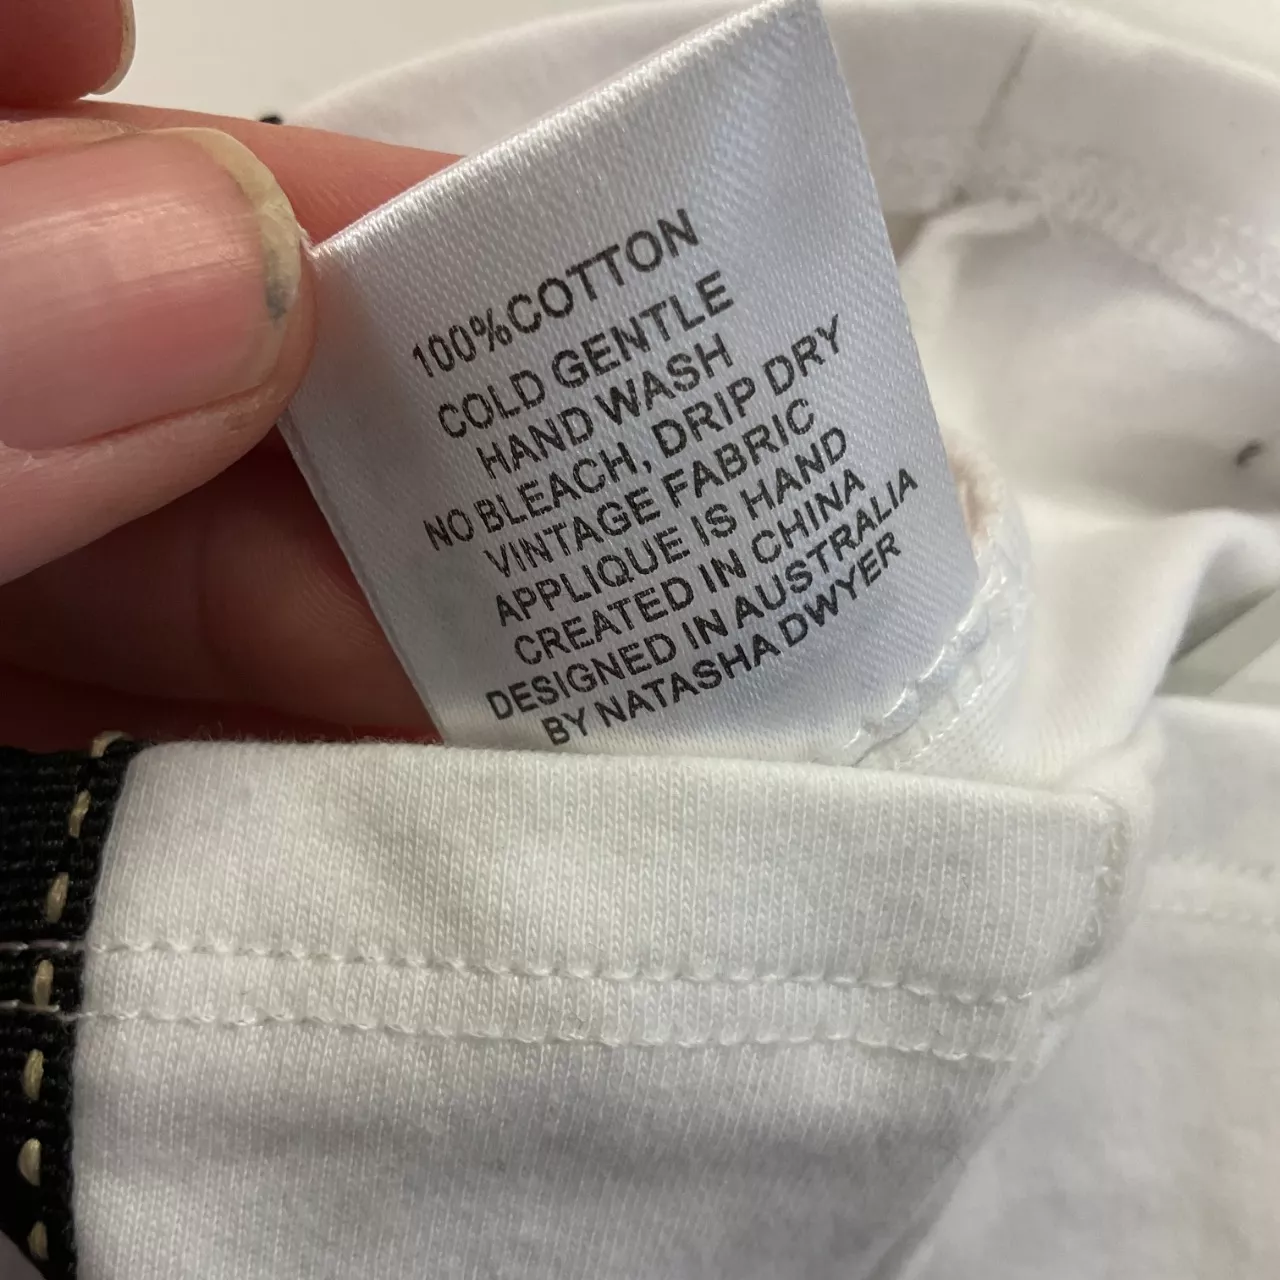 100%COTTON
COLD GENTLE
HAND WASH
NO BLEACH, DRIP DRY
VINTAGE FABRIC
APPLIQUE IS HAND
CREATED IN CHINA
DESIGNED IN AUSTRALIA
BY NATASHA DWYER